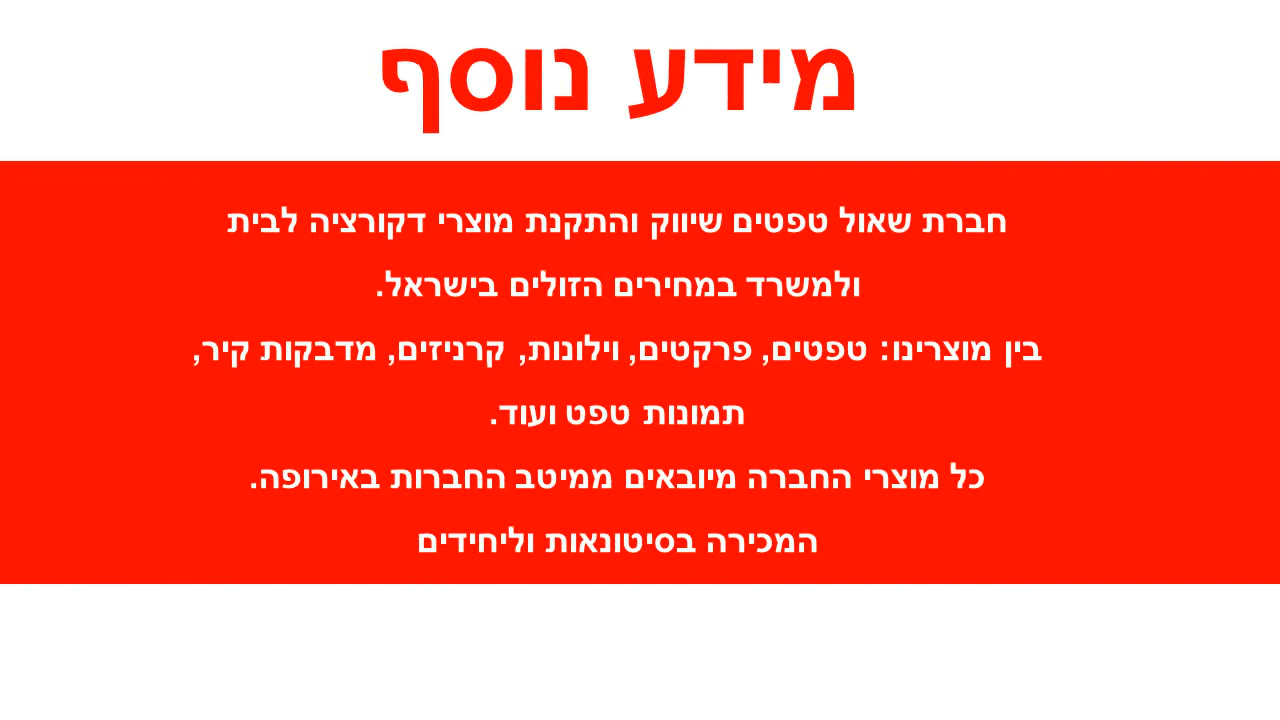 מידע נוסף
חברת שאול טפטים שיווק והתקנת מוצרי דקורציה לבית
ולמשרד במחירים הזולים בישראל.
בין מוצרינו: טפטים, פרקטים, וילונות, קרניזים, מדבקות קיר,
תמונות טפט ועוד.
כל מוצרי החברה מיובאים ממיטב החברות באירופה.
המכירה בסיטונאות וליחידים